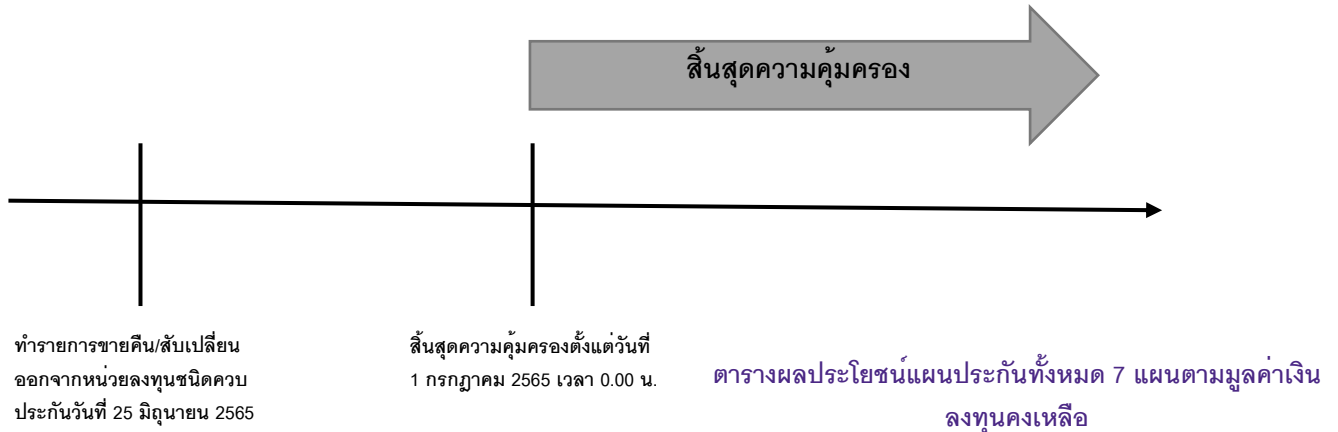 สิ้นสุดความคุ้มครอง
ทำรายการขายคืน/สับเปลี่ยน
ออกจากหน่วยลงทุนชนิดควบ
ประกันวันที่ 25 มิถุนายน 2565
สิ้นสุดความคุ้มครองตั้งแต่วันที่
1 กรกฎาคม 2565 เวลา 0.00 น.
ตารางผลประโยชน์แผนประกันทั้งหมด 7 แผนตามมูลค่าเงิน
ลงทุนคงเหลือ